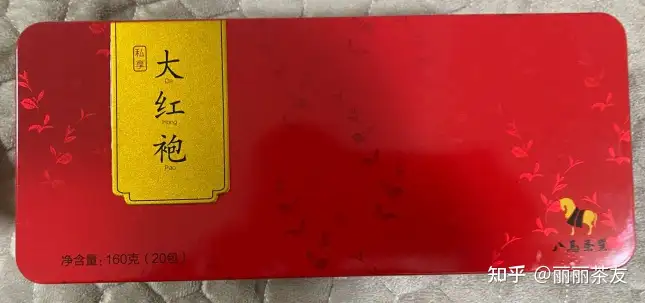 私享
大
Da
红
Hong
袍
Pao
净含量：160克（20包）
八马茶业
知乎 @丽丽茶友